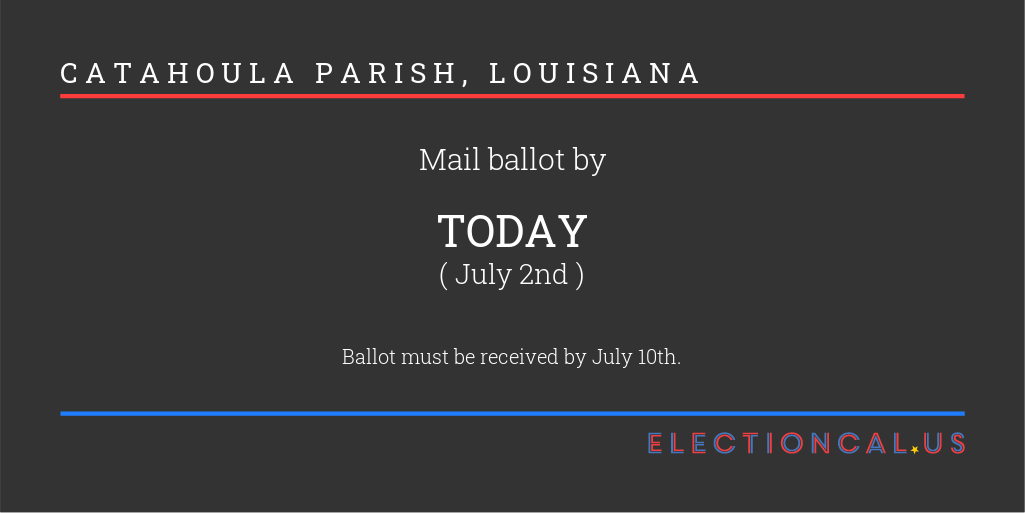 CATAHOULA PARISH, LOUISIANA
Mail ballot by
TODAY
( July 2nd )
Ballot must be received by July 10th.
ELECTIONCAL.US